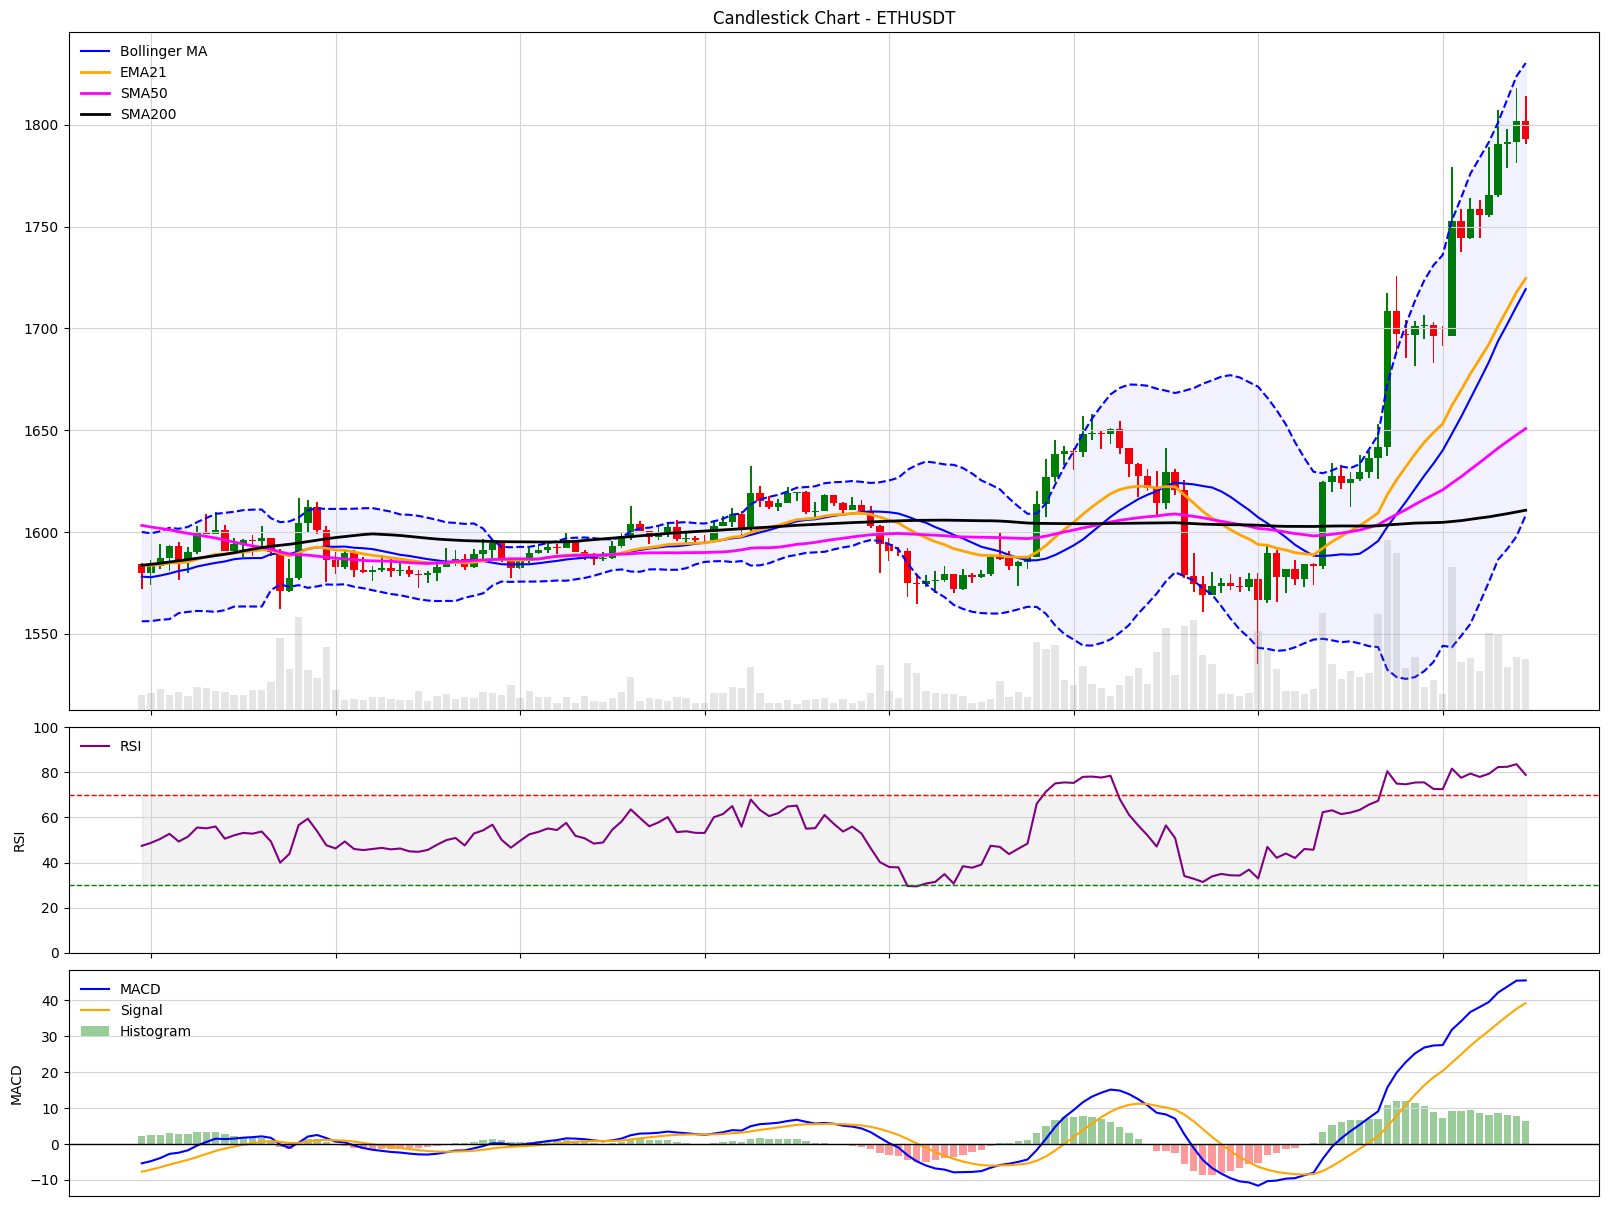 Candlestick Chart - ETHUSDT
Bollinger MA
EMA21
SMA50
SMA200
1800
1750
1700
1650
1600
1550
RSI
100
80
60
40
20
0
RSI
MACD
Signal
Histogram
40
30
20
10
0
−10
MACD